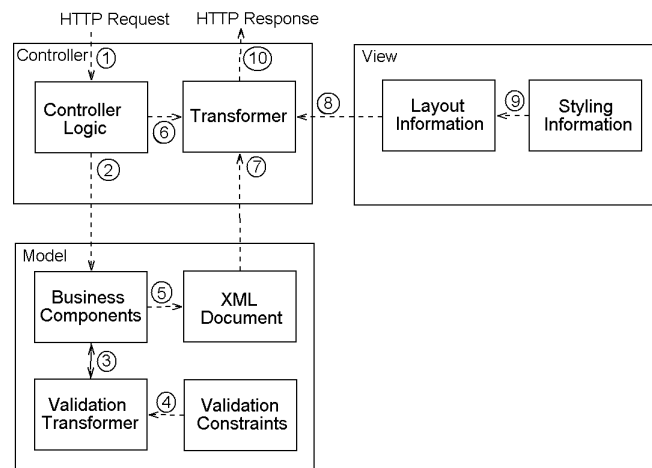 HTTP Request
HTTP Response
Controller
1
10
View
Controller
Logic
6
Transformer
8
Layout
Information
9
Styling
Information
2
7
Model
Business
Components
5
XML
Document
3
Validation
Transformer
4
Validation
Constraints